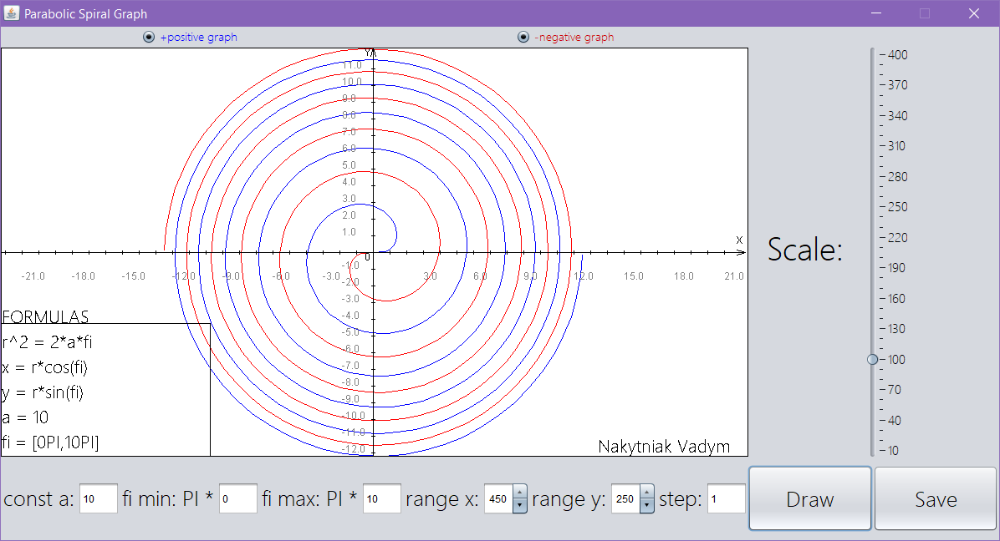 Parabolic Spiral Graph
+positive graph
-negative graph
Y
11.0
10.0
9.0
8.0
7.0
6.0
5.0
4.0
3.0
2.0
1.0
X
0
-21.0 -18.0 -15.0 -12.0 -9.0 -6.0 -3.0 3.0 6.0 9.0 12.0 15.0 18.0 21.0
-1.0
-2.0
-3.0
-4.0
-5.0
-6.0
-7.0
-8.0
-9.0
-10.0
-11.0
-12.0
FORMULAS
r^2 = 2*a*fi
x = r*cos(fi)
y = r*sin(fi)
a = 10
fi = [0PI,10PI]
Nakytniak Vadym
Scale:
400
370
340
310
280
250
220
190
160
130
100
70
40
10
const a: 10 fi min: PI * 0 fi max: PI * 10 range x: 450 range y: 250 step: 1
Draw
Save